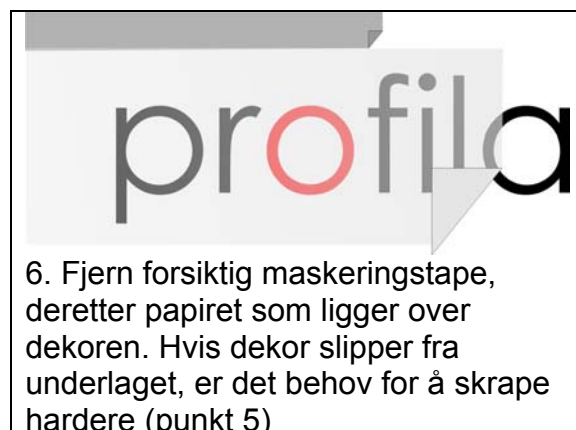 profila
6. Fjern forsiktig maskeringstape,
deretter papiret som ligger over
dekoren. Hvis dekor slipper fra
underlaget, er det behov for å skrape
hardere (punkt 5)